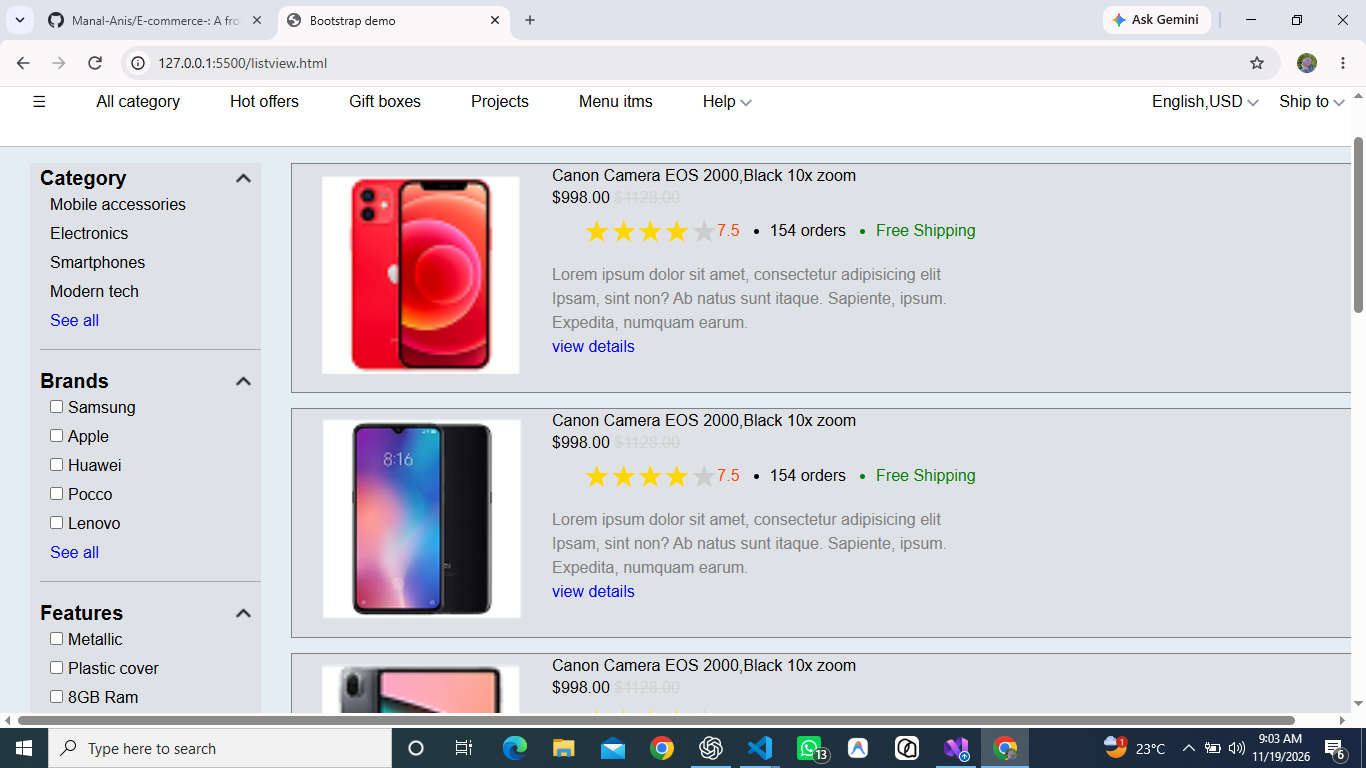 Manal-Anis/E-commerce-: A fro
Bootstrap demo
Ask Gemini
127.0.0.1:5500/listview.html
All category Hot offers Gift boxes Projects Menu itms Help English,USD Ship to
Category
Mobile accessories
Electronics
Smartphones
Modern tech
See all
Brands
Samsung
Apple
Huawei
Pocco
Lenovo
See all
Features
Metallic
Plastic cover
8GB Ram
Canon Camera EOS 2000,Black 10x zoom
$998.00 $1128.00
7.5 • 154 orders • Free Shipping
Lorem ipsum dolor sit amet, consectetur adipisicing elit
Ipsam, sint non? Ab natus sunt itaque. Sapiente, ipsum.
Expedita, numquam earum.
view details
8:16
Canon Camera EOS 2000,Black 10x zoom
$998.00 $1128.00
7.5 • 154 orders • Free Shipping
Lorem ipsum dolor sit amet, consectetur adipisicing elit
Ipsam, sint non? Ab natus sunt itaque. Sapiente, ipsum.
Expedita, numquam earum.
view details
Canon Camera EOS 2000,Black 10x zoom
$998.00 $1128.00
Type here to search
13
1
23°C
9:03 AM
11/19/2026
6